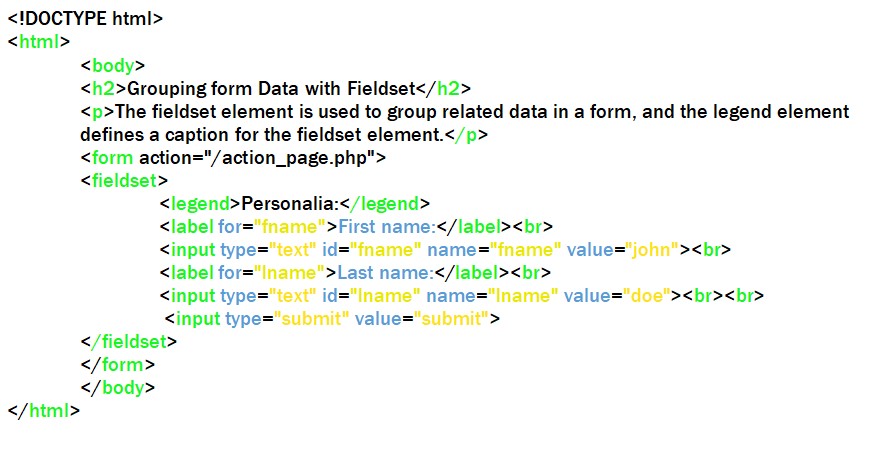 <!DOCTYPE html>
<html>
<body>
<h2>Grouping form Data with Fieldset</h2>
<p>The fieldset element is used to group related data in a form, and the legend element
defines a caption for the fieldset element.</p>
<form action="/action_page.php">
<fieldset>
<legend>Personalia:</legend>
<label for="fname">First name:</label><br>
<input type="text" id="fname" name="fname" value="john"><br>
<label for="lname">Last name:</label><br>
<input type="text" id="lname" name="lname" value="doe"><br><br>
<input type="submit" value="submit">
</fieldset>
</form>
</body>
</html>